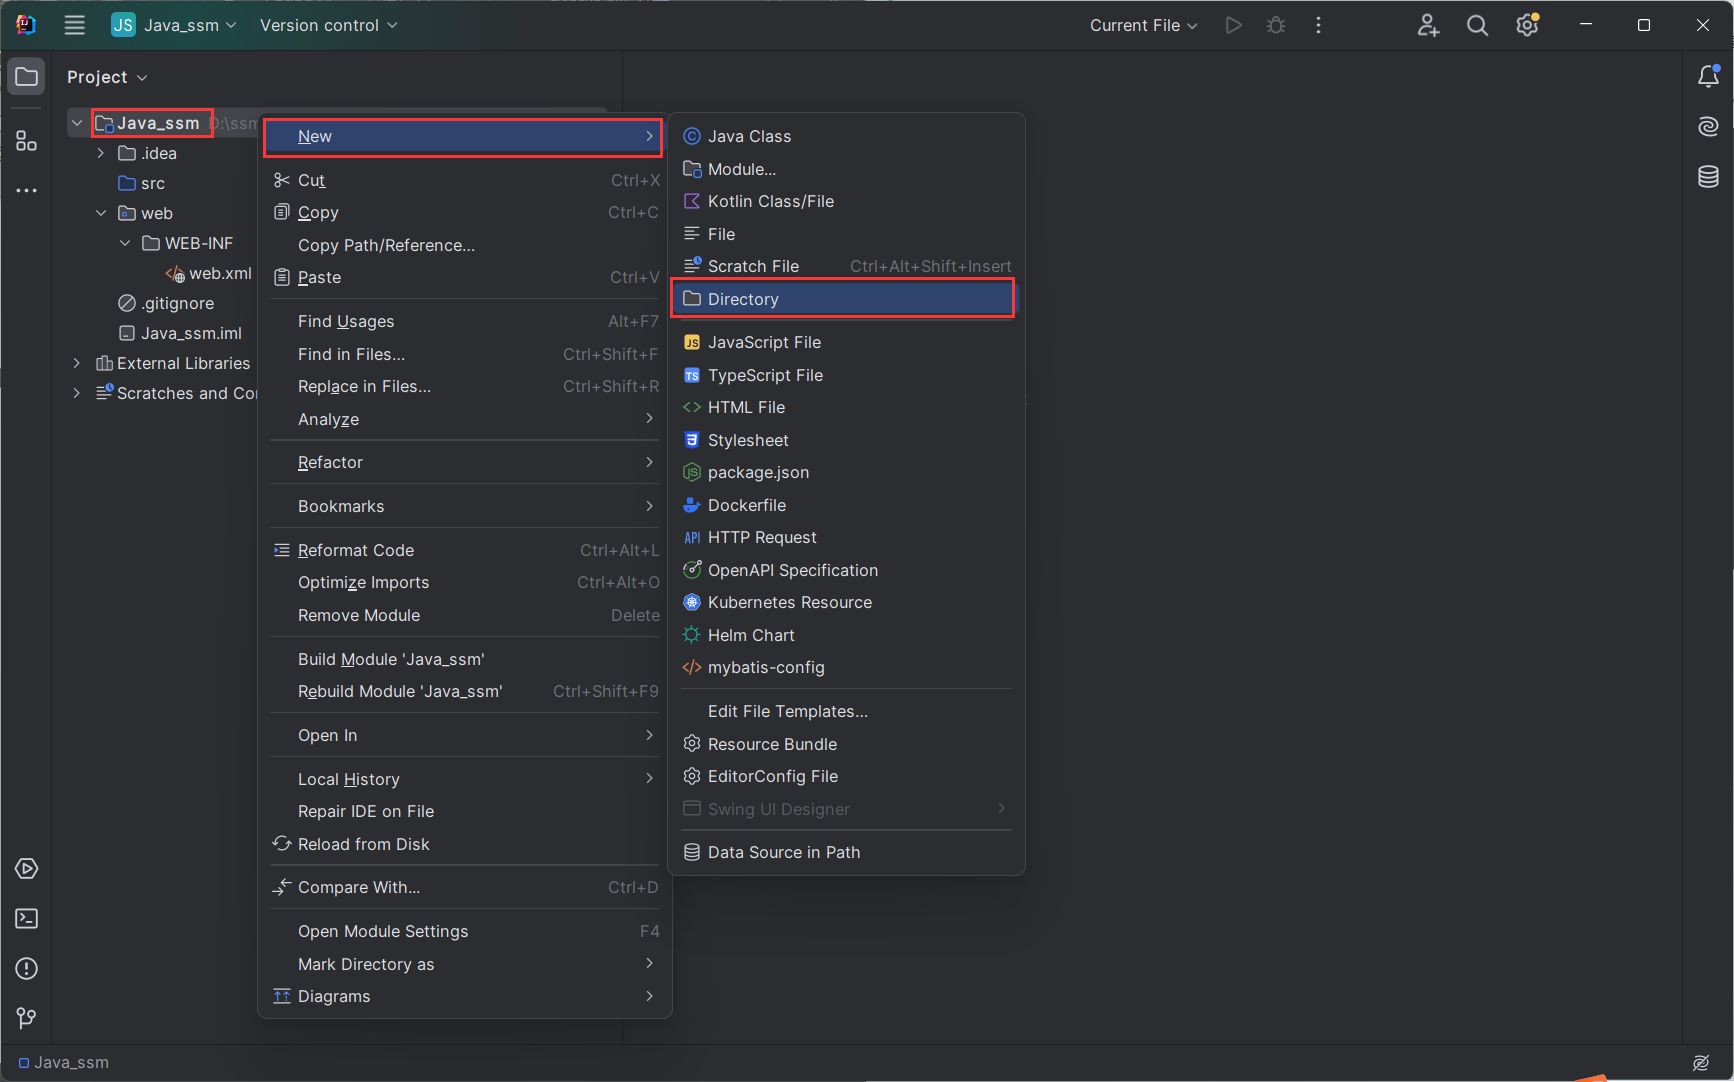 JS Java_ssm Version control Current File
Project
Java_ssm
.idea
src
web
WEB-INF
web.xml
.gitignore
Java_ssm.iml
External Libraries
Scratches and
New
Cut Ctrl+X
Copy Ctrl+C
Copy Path/Reference...
Paste Ctrl+V
Find Usages Alt+F7
Find in Files... Ctrl+Shift+F
Replace in Files... Ctrl+Shift+R
Analyze
Refactor
Bookmarks
Reformat Code Ctrl+Alt+L
Optimize Imports Ctrl+Alt+O
Remove Module Delete
Build Module 'Java_ssm'
Rebuild Module 'Java_ssm' Ctrl+Shift+F9
Open In
Local History
Repair IDE on File
Reload from Disk
Compare With... Ctrl+D
Open Module Settings F4
Mark Directory as
Diagrams
Java Class
Module...
Kotlin Class/File
File
Scratch File Ctrl+Alt+Shift+Insert
Directory
JS JavaScript File
TS TypeScript File
HTML File
Stylesheet
package.json
Dockerfile
API HTTP Request
OpenAPI Specification
Kubernetes Resource
Helm Chart
mybatis-config
Edit File Templates...
Resource Bundle
EditorConfig File
Swing UI Designer
Data Source in Path
Java_ssm